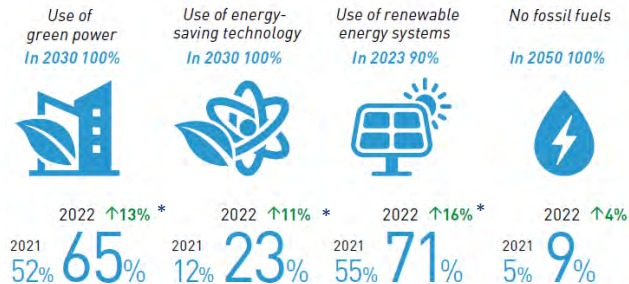 Use of
green power
In 2030 100%
Use of energy-
saving technology
In 2030 100%
Use of renewable
energy systems
In 2023 90%
No fossil fuels
In 2050 100%
2022 ↑13% *
2021
52% 65%
2022 ↑11% *
2021
12% 23%
2022 ↑16% *
2021
55% 71%
2022 ↑4%
2021
5% 9%